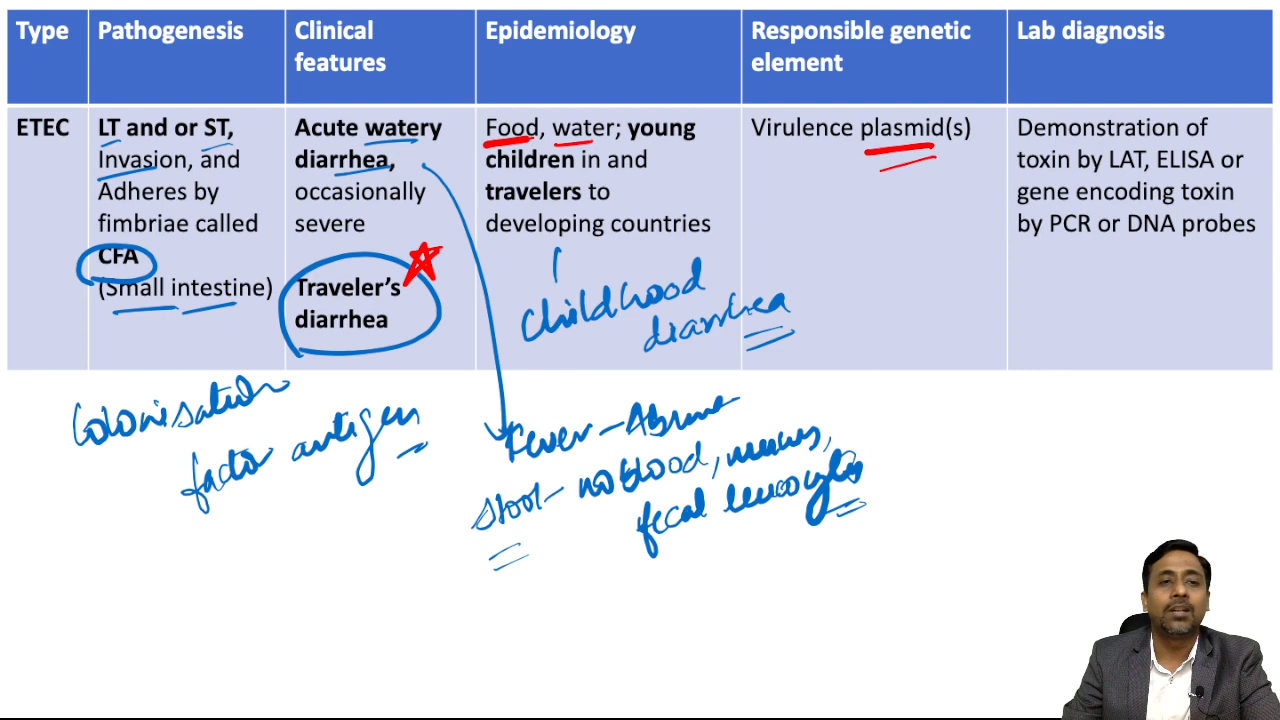 Type
Pathogenesis
Clinical
features
Epidemiology
Responsible genetic
element
Lab diagnosis
ETEC
LT and or ST,
Invasion, and
Adheres by
fimbriae called
CFA
(Small intestine)
Acute watery
diarrhea,
occasionally
severe
Traveler's
diarrhea
Food, water; young
children in and
travelers to
developing countries
Virulence plasmid(s)
Demonstration of
toxin by LAT, ELISA or
gene encoding toxin
by PCR or DNA probes
Childhood
diarrhea
Colonisation
factor antigen
Fever -
Stool - no blood, mucus,
fecal leucocytes